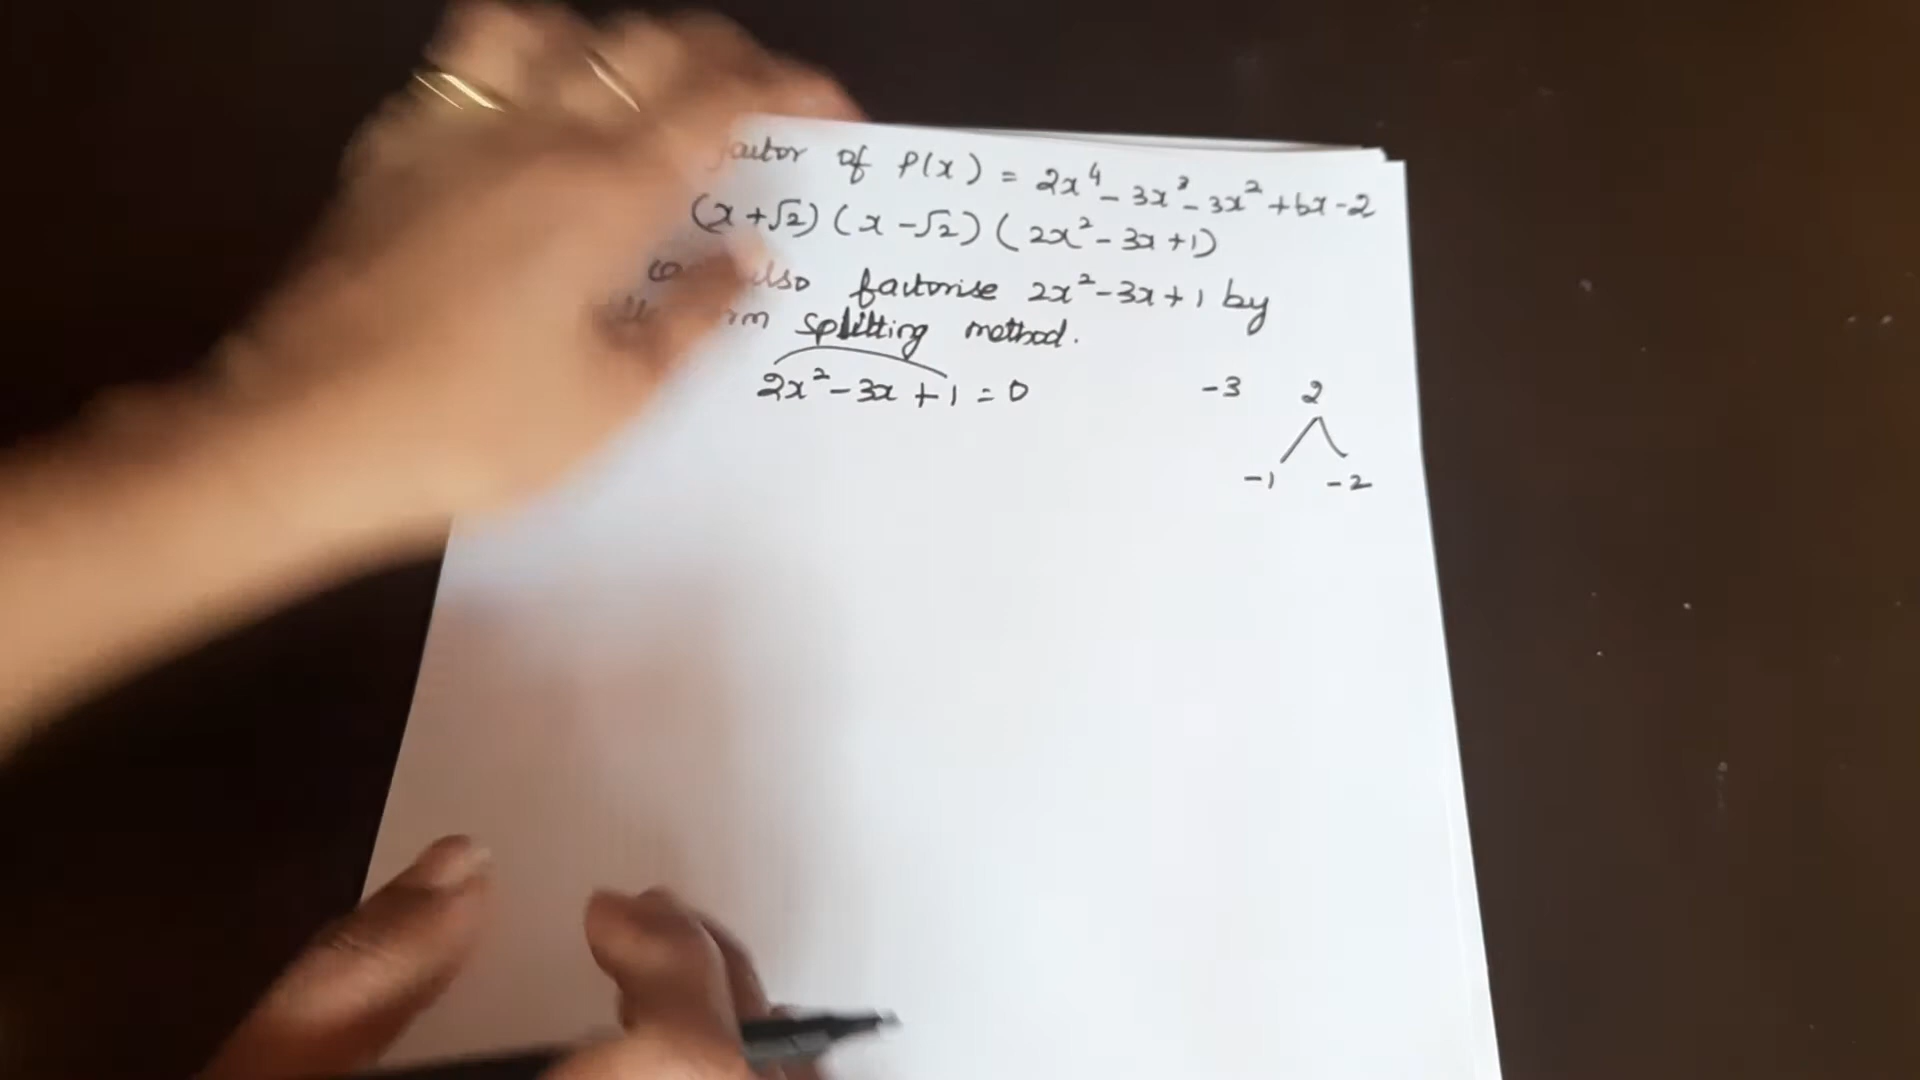 factor of P(x) = 2x⁴ - 3x³ - 3x² + 6x - 2
(x + √2) (x - √2) (2x² - 3x + 1)
also factorise 2x² - 3x + 1 by
splitting method.
2x² - 3x + 1 = 0
-3 2
-1 -2